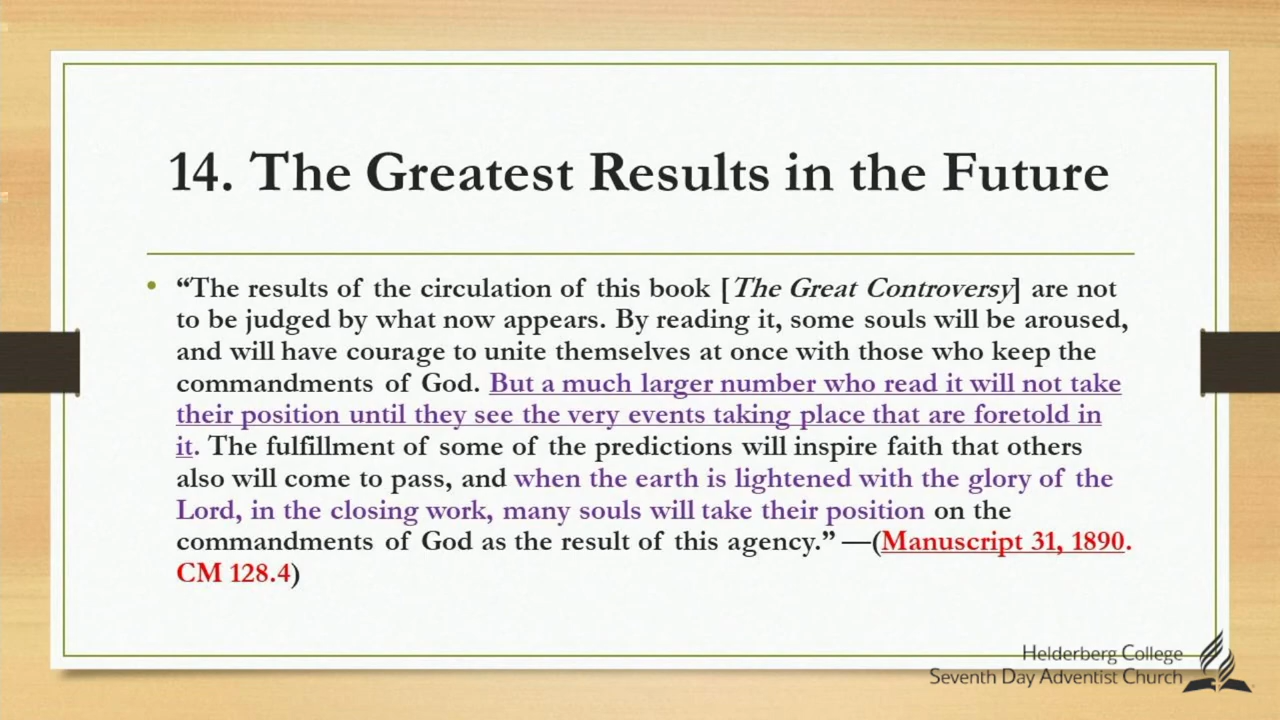 14. The Greatest Results in the Future
• “The results of the circulation of this book [The Great Controversy] are not
to be judged by what now appears. By reading it, some souls will be aroused,
and will have courage to unite themselves at once with those who keep the
commandments of God. But a much larger number who read it will not take
their position until they see the very events taking place that are foretold in
it. The fulfillment of some of the predictions will inspire faith that others
also will come to pass, and when the earth is lightened with the glory of the
Lord, in the closing work, many souls will take their position on the
commandments of God as the result of this agency.” —(Manuscript 31, 1890.
CM 128.4)
Helderberg College
Seventh Day Adventist Church